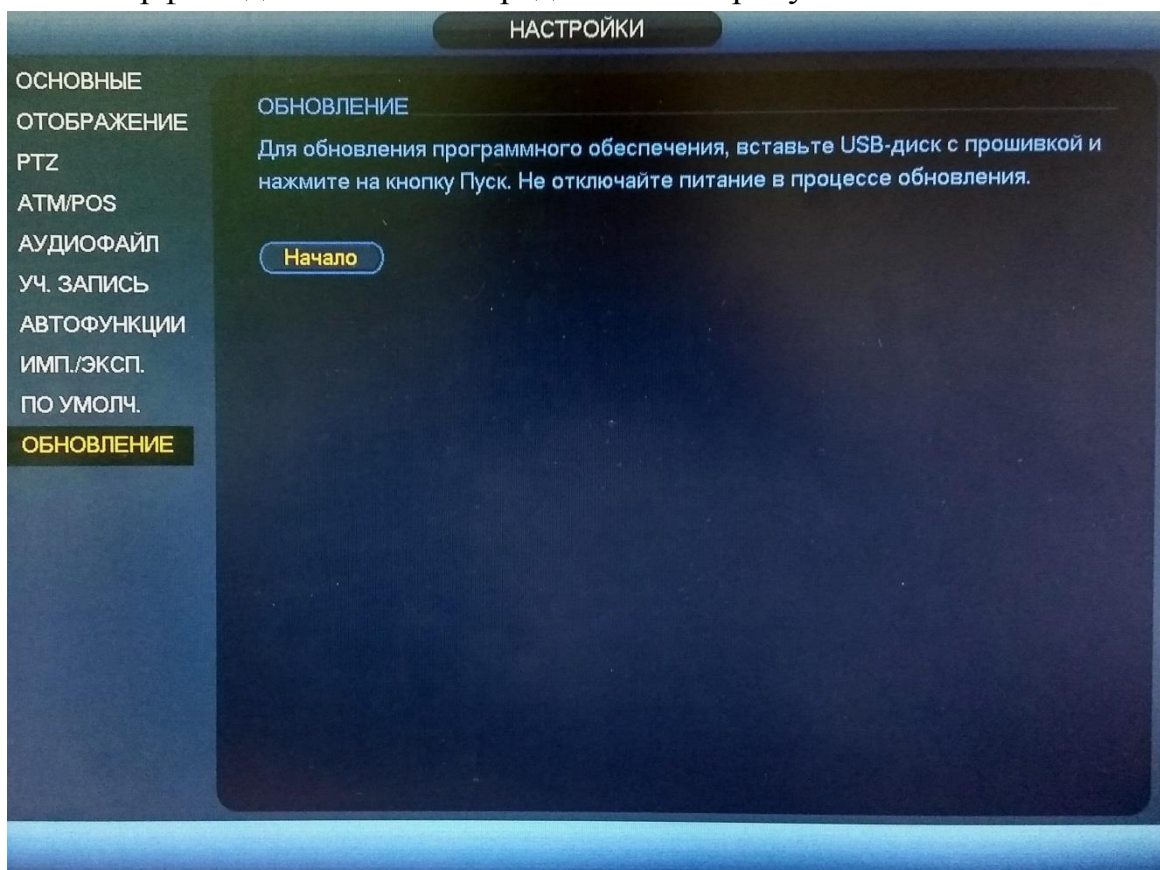 НАСТРОЙКИ
ОСНОВНЫЕ
ОТОБРАЖЕНИЕ
PTZ
ATM/POS
АУДИОФАЙЛ
УЧ. ЗАПИСЬ
АВТОФУНКЦИИ
ИМП./ЭКСП.
ПО УМОЛЧ.
ОБНОВЛЕНИЕ
ОБНОВЛЕНИЕ
Для обновления программного обеспечения, вставьте USB-диск с прошивкой и
нажмите на кнопку Пуск. Не отключайте питание в процессе обновления.
Начало